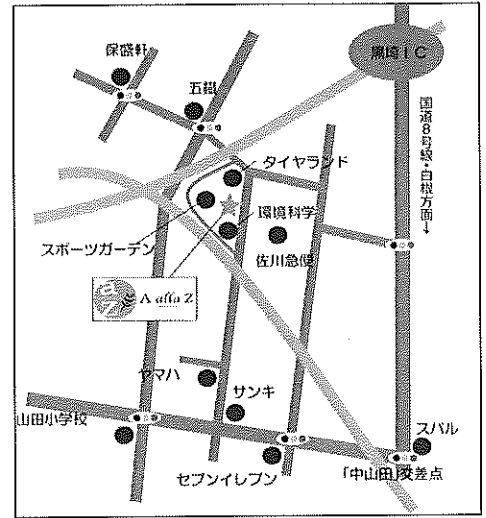 保盛軒
黒崎ＩＣ
五鐵
国道８号線・白根方面→
タイヤランド
環境科学
スポーツガーデン
佐川急便
A alla Z
ヤマハ
サンキ
山田小学校
スバル
セブンイレブン
「中山田」交差点